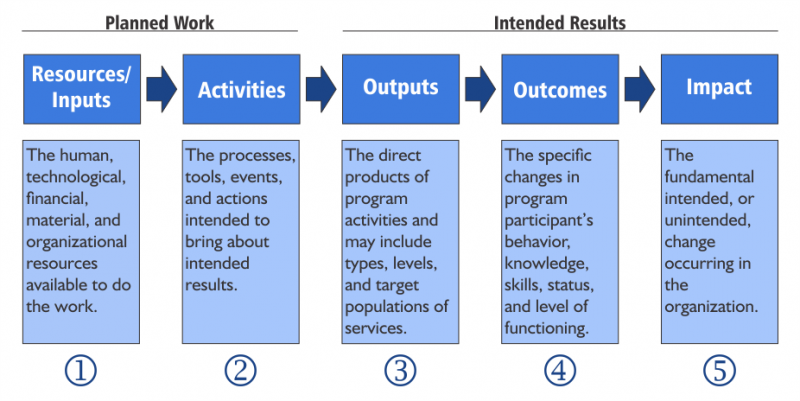 Planned Work
Intended Results
Resources/
Inputs
Activities
Outputs
Outcomes
Impact
The human,
technological,
financial,
material, and
organizational
resources
available to do
the work.
The processes,
tools, events,
and actions
intended to
bring about
intended
results.
The direct
products of
program
activities and
may include
types, levels,
and target
populations of
services.
The specific
changes in
program
participant's
behavior,
knowledge,
skills, status,
and level of
functioning.
The
fundamental
intended, or
unintended,
change
occurring in
the
organization.
①
②
③
④
⑤